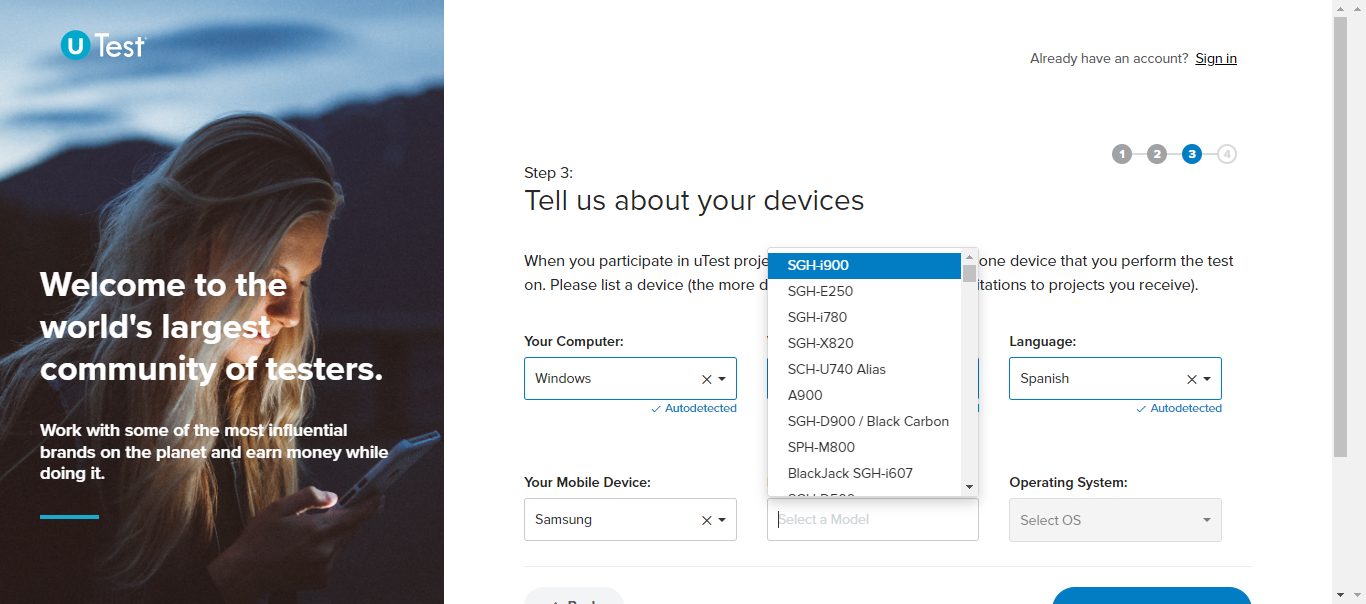 U Test
Already have an account? Sign in
1 2 3 4
Step 3:
Tell us about your devices
Welcome to the
world's largest
community of testers.
Work with some of the most influential
brands on the planet and earn money while
doing it.
When you participate in uTest proje
one device that you perform the test
on. Please list a device (the more d
itations to projects you receive).
SGH-i900
SGH-E250
SGH-i780
SGH-X820
SCH-U740 Alias
A900
SGH-D900 / Black Carbon
SPH-M800
BlackJack SGH-i607
Your Computer:
Windows
Autodetected
Language:
Spanish
Autodetected
Your Mobile Device:
Samsung
Select a Model
Operating System:
Select OS